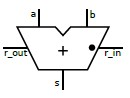 a b
r_out + r_in
s